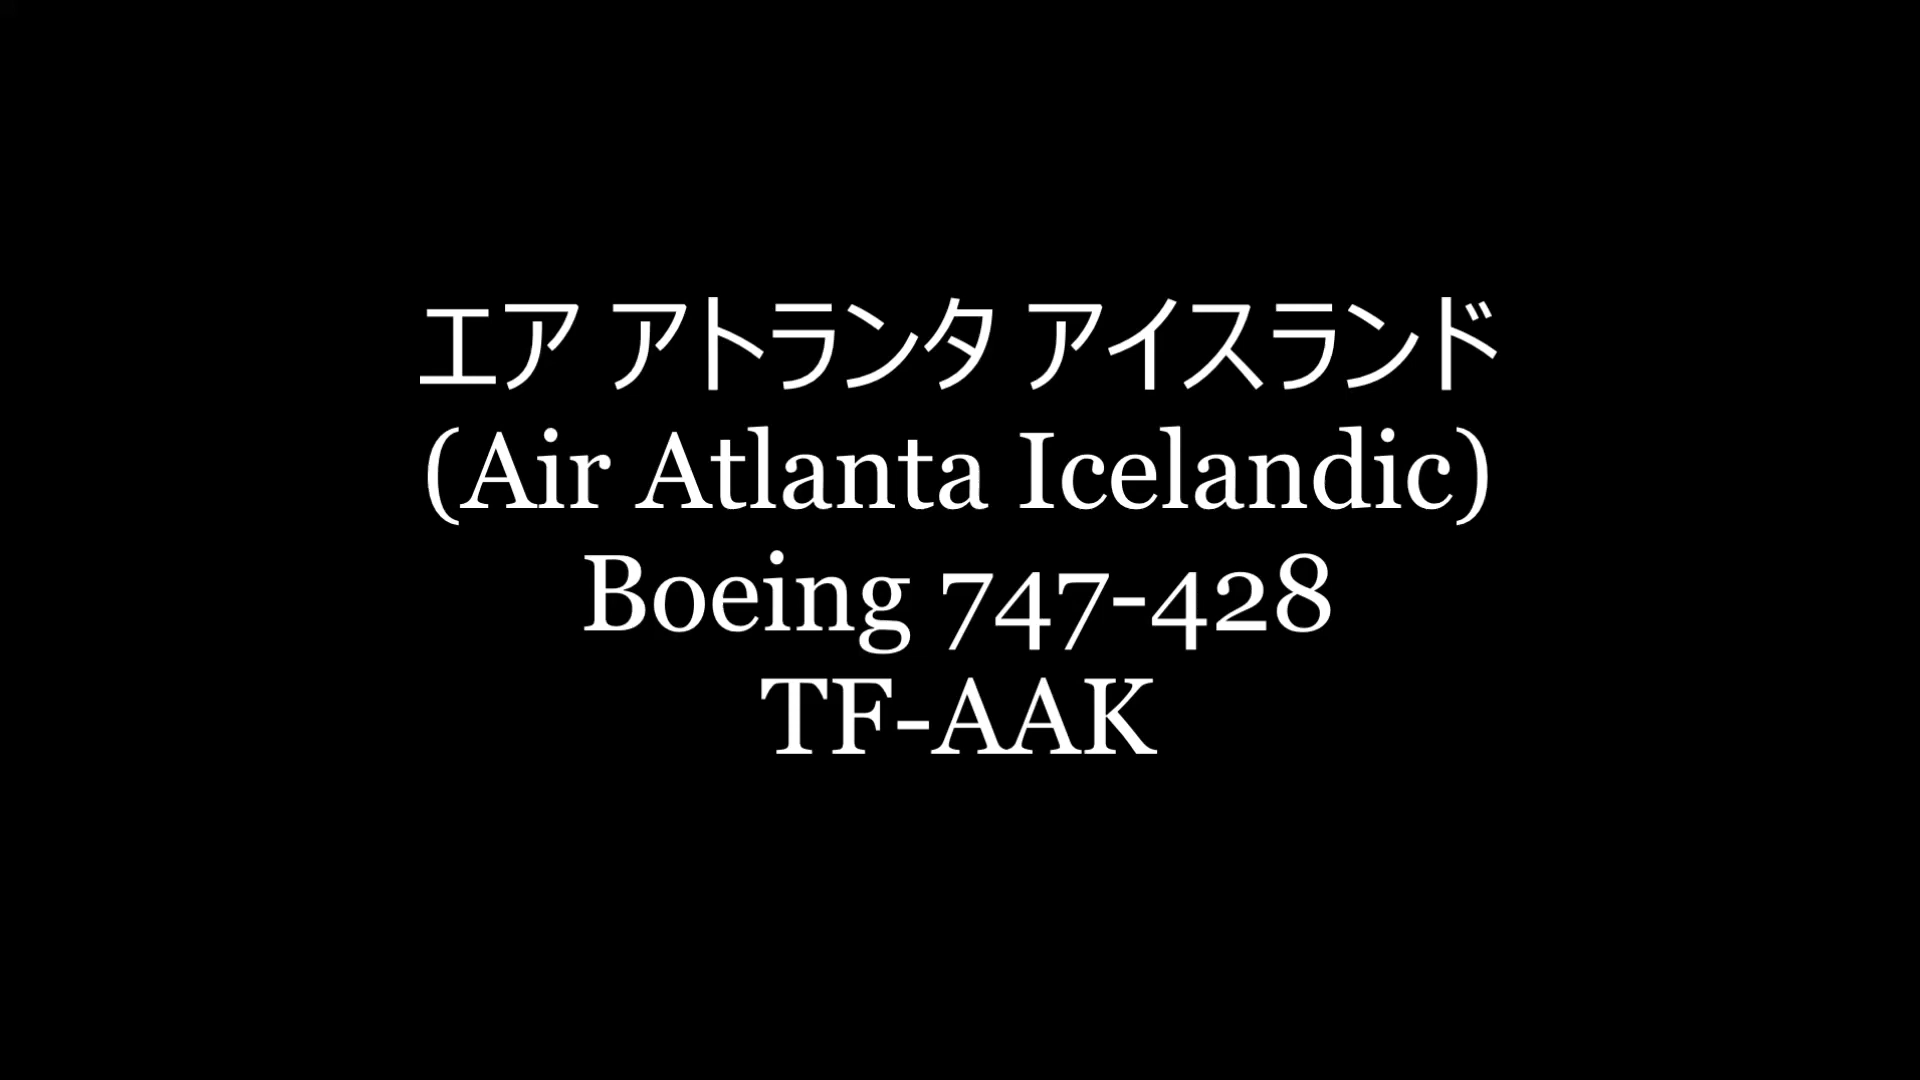 エア アトランタ アイスランド
(Air Atlanta Icelandic)
Boeing 747-428
TF-AAK